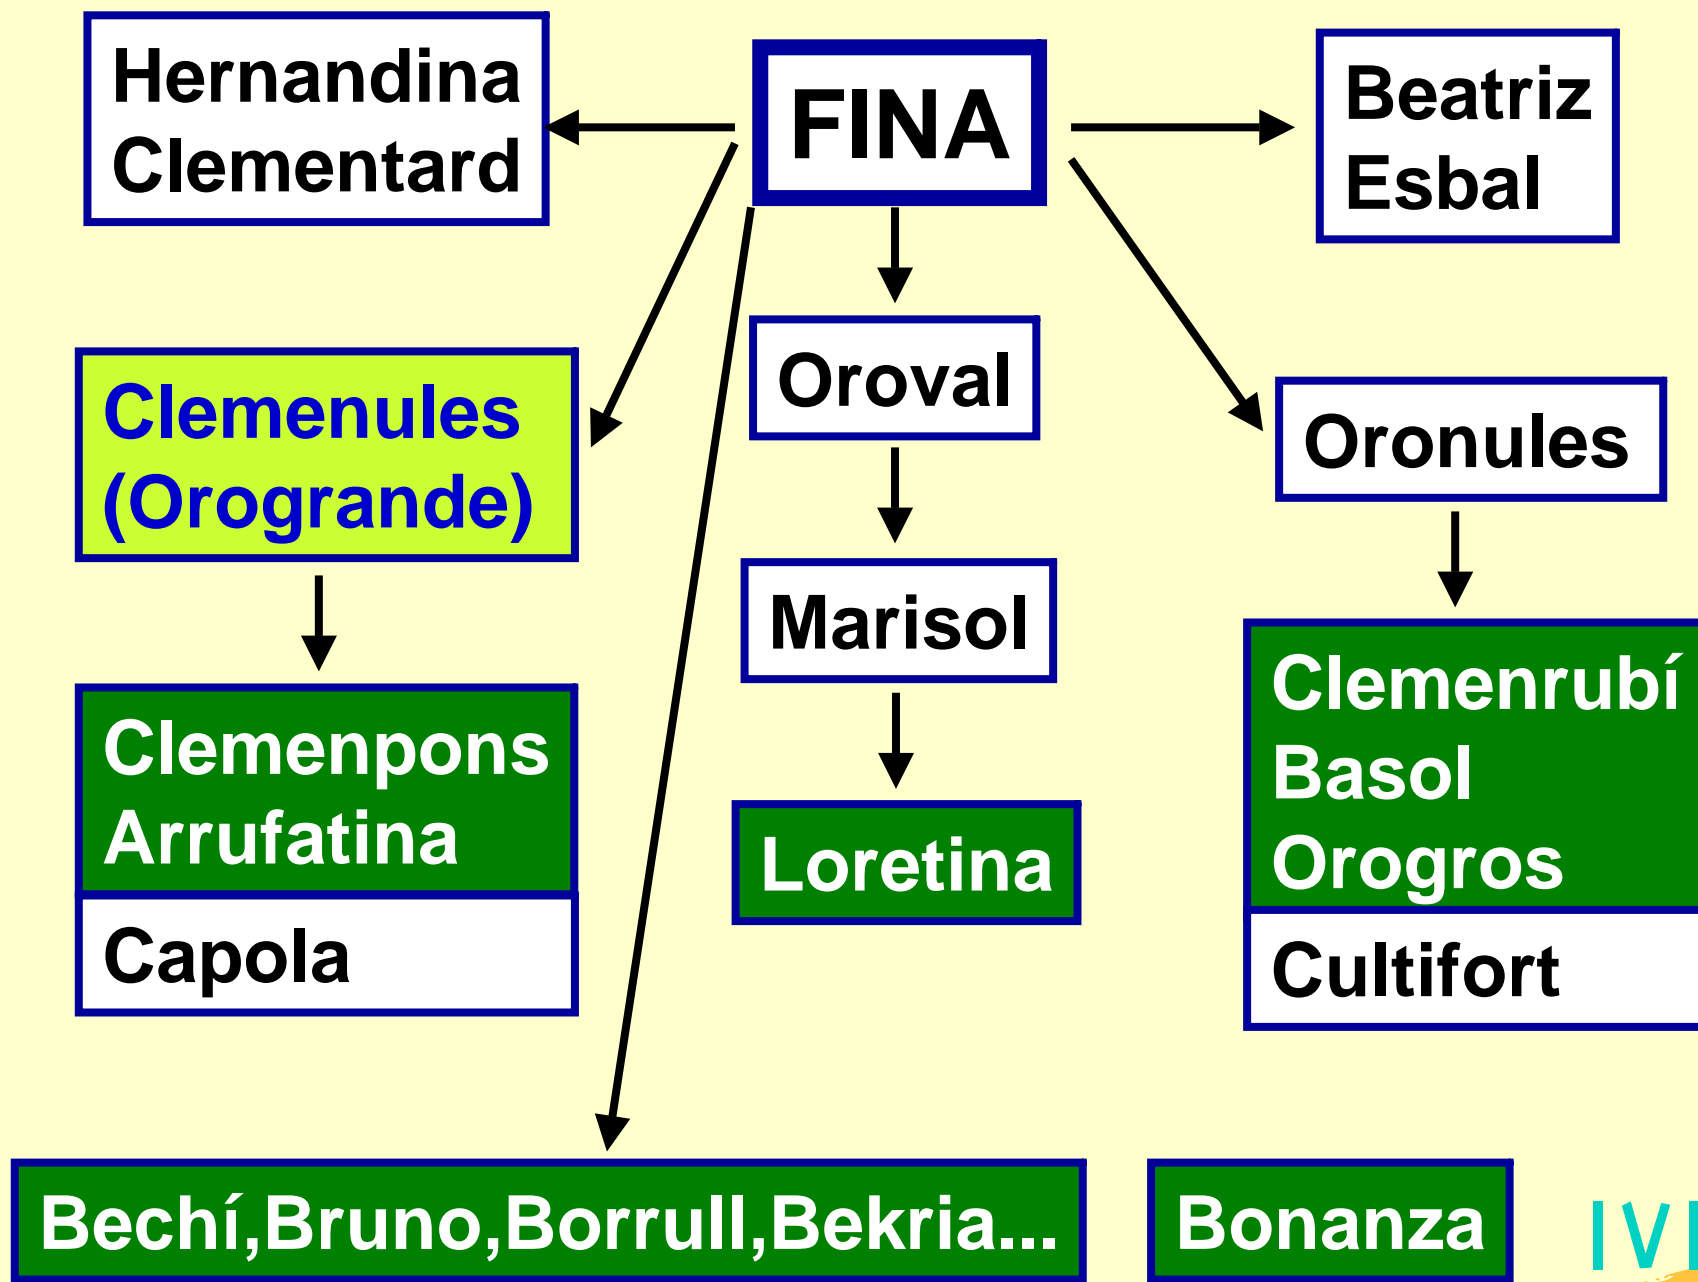 Hernandina
Clementard
FINA
Beatriz
Esbal
Clemenules
(Orogrande)
Oroval
Oronules
Marisol
Clemenpons
Arrufatina
Capola
Loretina
Clemenrubí
Basol
Orogros
Cultifort
Bechí,Bruno,Borrull,Bekria...
Bonanza